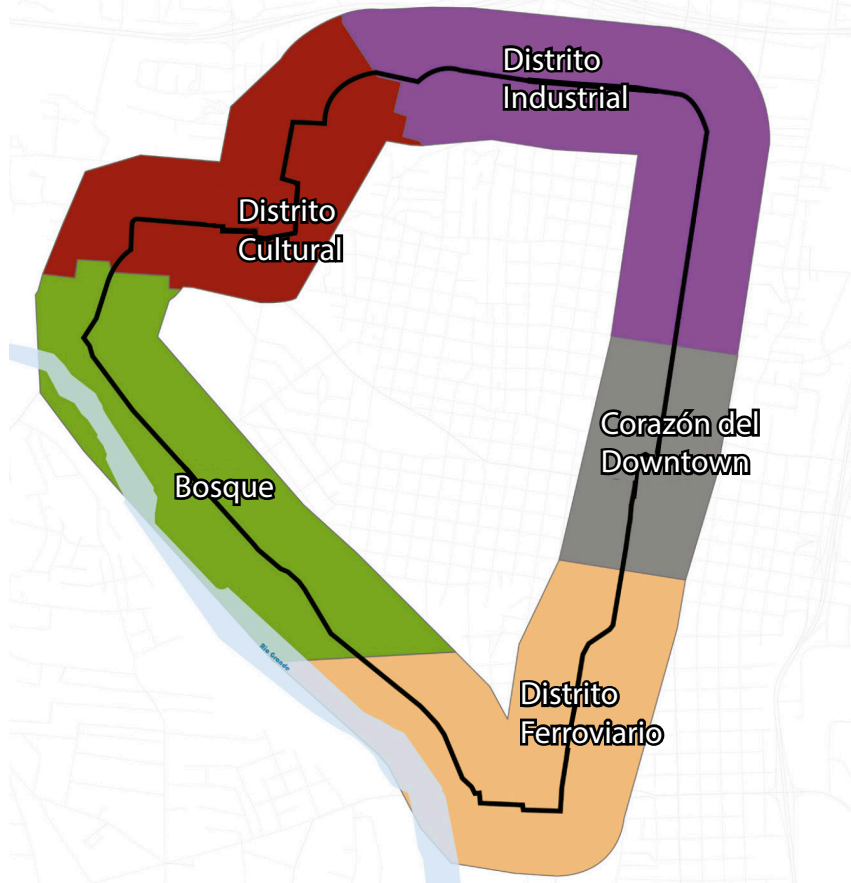 Distrito
Industrial
Distrito
Cultural
Corazón del
Downtown
Bosque
Rio Grande
Distrito
Ferroviario